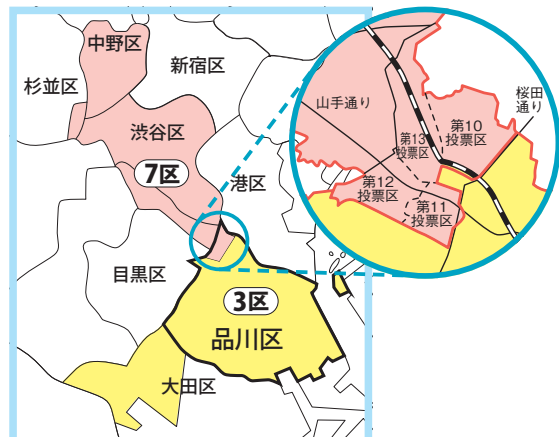 中野区
杉並区
新宿区
渋谷区
7区
港区
目黒区
3区
品川区
大田区
山手通り
桜田
通り
第10
投票区
第13
投票区
第12
投票区
第11
投票区